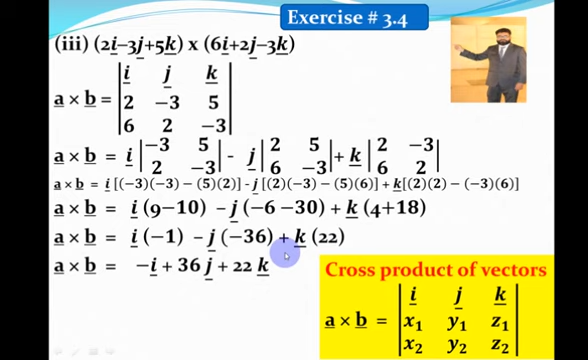 Exercise # 3.4
(iii) (2i−3j+5k) x (6i+2j−3k)
a × b = | i j k |
| 2 −3 5 |
| 6 2 −3 |
a × b = i | −3 5 | - j | 2 5 | + k | 2 −3 |
| 2 −3 | | 6 −3 | | 6 2 |
a × b = i [(−3)(−3) − (5)(2)] - j [(2)(−3) − (5)(6)] + k[(2)(2) − (−3)(6)]
a × b = i (9−10) − j (−6 −30) + k (4+18)
a × b = i (−1) − j (−36) + k (22)
a × b = −i + 36 j + 22 k
Cross product of vectors
a × b = | i j k |
| x₁ y₁ z₁ |
| x₂ y₂ z₂ |